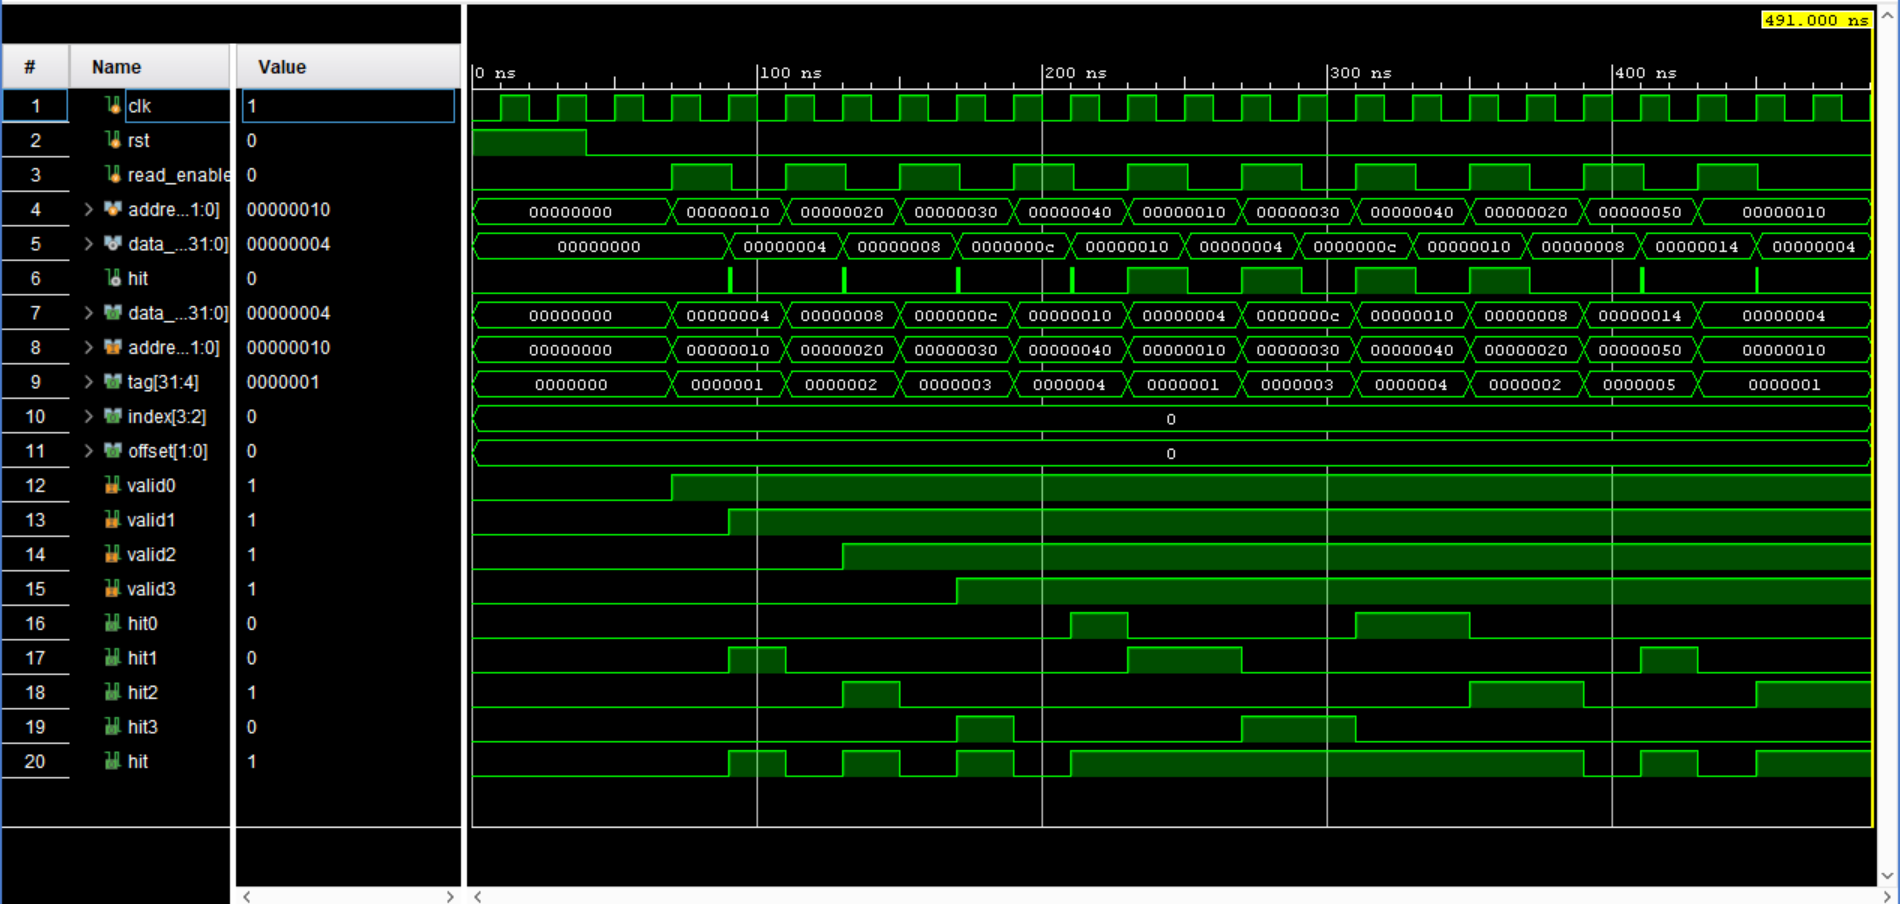 491.000 ns
# Name Value
0 ns 100 ns 200 ns 300 ns 400 ns
1 clk 1
2 rst 0
3 read_enable 0
4 addre...1:0] 00000010 00000000 00000010 00000020 00000030 00000040 00000010 00000030 00000040 00000020 00000050 00000010
5 data_...31:0] 00000004 00000000 00000004 00000008 0000000c 00000010 00000004 0000000c 00000010 00000008 00000014 00000004
6 hit 0
7 data_...31:0] 00000004 00000000 00000004 00000008 0000000c 00000010 00000004 0000000c 00000010 00000008 00000014 00000004
8 addre...1:0] 00000010 00000000 00000010 00000020 00000030 00000040 00000010 00000030 00000040 00000020 00000050 00000010
9 tag[31:4] 0000001 0000000 0000001 0000002 0000003 0000004 0000001 0000003 0000004 0000002 0000005 0000001
10 index[3:2] 0 0
11 offset[1:0] 0 0
12 valid0 1
13 valid1 1
14 valid2 1
15 valid3 1
16 hit0 0
17 hit1 0
18 hit2 1
19 hit3 0
20 hit 1